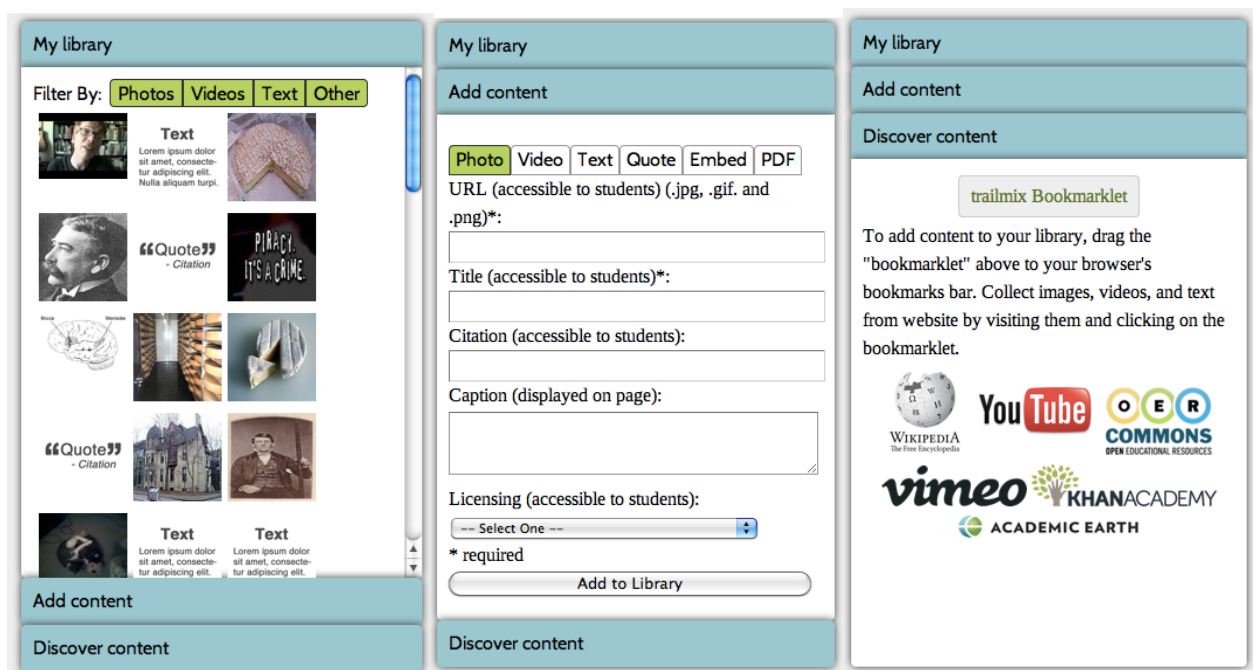 My library
Filter By: Photos Videos Text Other
Text
Lorem ipsum dolor
sit amet, consecte-
tur adipiscing elit.
Nulla aliquam turpi.
“Quote”
- Citation
PIRACY.
IT'S A CRIME.
Broca Wernicke
“Quote”
- Citation
Text
Lorem ipsum dolor
sit amet, consecte-
tur adipiscing elit.
Text
Lorem ipsum dolor
sit amet, consecte-
tur adipiscing elit.
Add content
Discover content
My library
Add content
Photo Video Text Quote Embed PDF
URL (accessible to students) (.jpg, .gif. and
.png)*:
Title (accessible to students)*:
Citation (accessible to students):
Caption (displayed on page):
Licensing (accessible to students):
-- Select One --
* required
Add to Library
Discover content
My library
Add content
Discover content
trailmix Bookmarklet
To add content to your library, drag the
"bookmarklet" above to your browser's
bookmarks bar. Collect images, videos, and text
from website by visiting them and clicking on the
bookmarklet.
WIKIPEDIA
The Free Encyclopedia
YouTube
OER
COMMONS
OPEN EDUCATIONAL RESOURCES
vimeo
KHANACADEMY
ACADEMIC EARTH